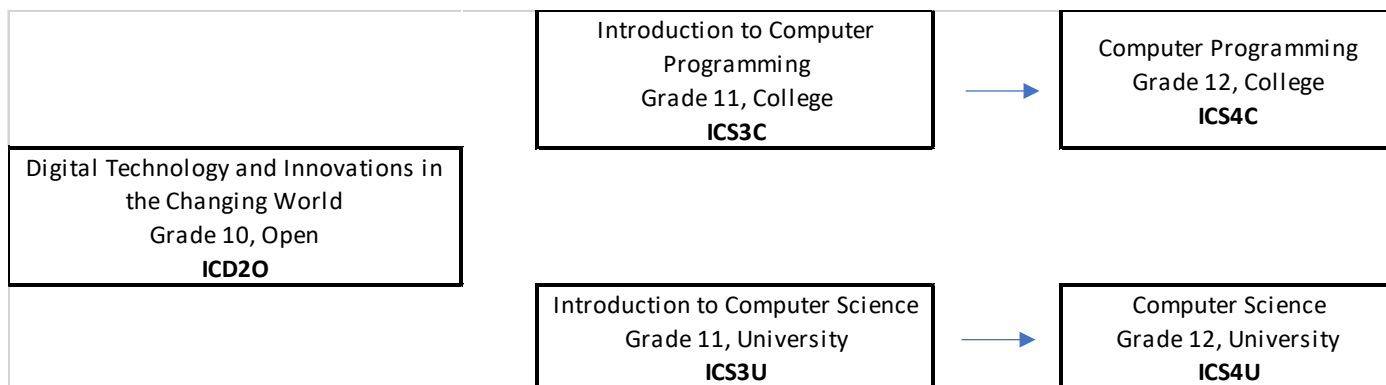 Introduction to Computer
Programming
Grade 11, College
ICS3C
Computer Programming
Grade 12, College
ICS4C
Digital Technology and Innovations in
the Changing World
Grade 10, Open
ICD2O
Introduction to Computer Science
Grade 11, University
ICS3U
Computer Science
Grade 12, University
ICS4U